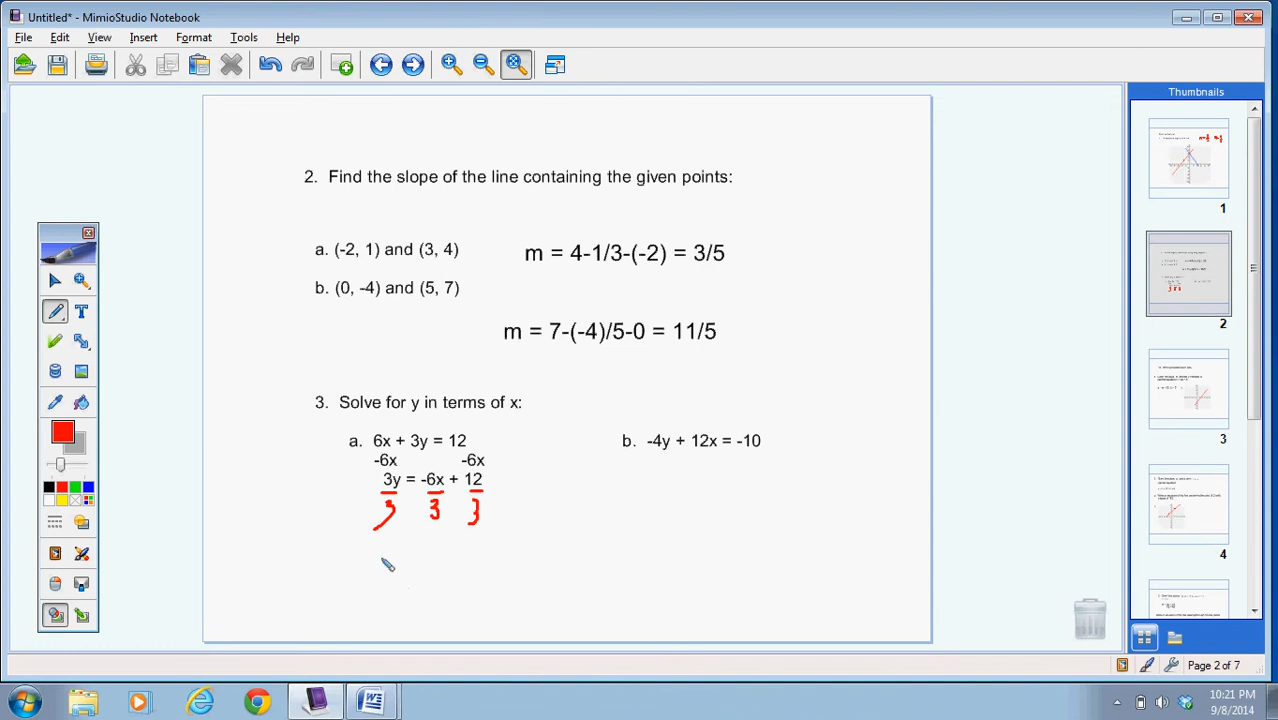 Untitled* - MimioStudio Notebook
File Edit View Insert Format Tools Help
Thumbnails
2. Find the slope of the line containing the given points:
a. (-2, 1) and (3, 4)
m = 4-1/3-(-2) = 3/5
b. (0, -4) and (5, 7)
m = 7-(-4)/5-0 = 11/5
3. Solve for y in terms of x:
a. 6x + 3y = 12
b. -4y + 12x = -10
-6x -6x
3y = -6x + 12
3 3 3
1
2
3
4
Page 2 of 7
10:21 PM
9/8/2014